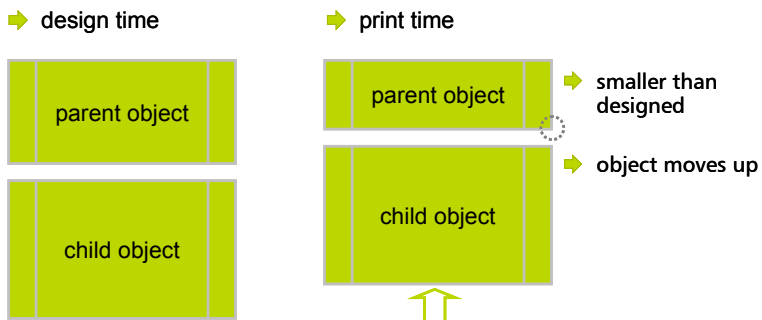 design time
parent object
child object
print time
parent object
smaller than
designed
object moves up
child object